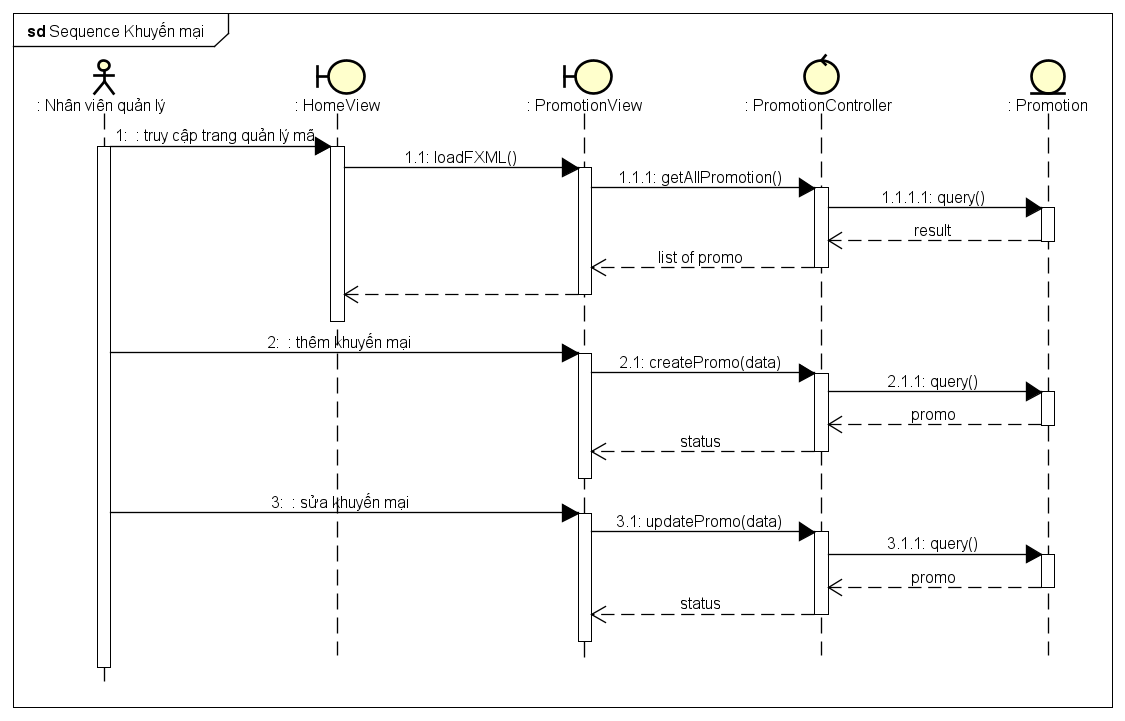 sd Sequence Khuyến mại
: Nhân viên quản lý
: HomeView
: PromotionView
: PromotionController
: Promotion
1: : truy cập trang quản lý mã
1.1: loadFXML()
1.1.1: getAllPromotion()
1.1.1.1: query()
result
list of promo
2: : thêm khuyến mại
2.1: createPromo(data)
2.1.1: query()
promo
status
3: : sửa khuyến mại
3.1: updatePromo(data)
3.1.1: query()
promo
status